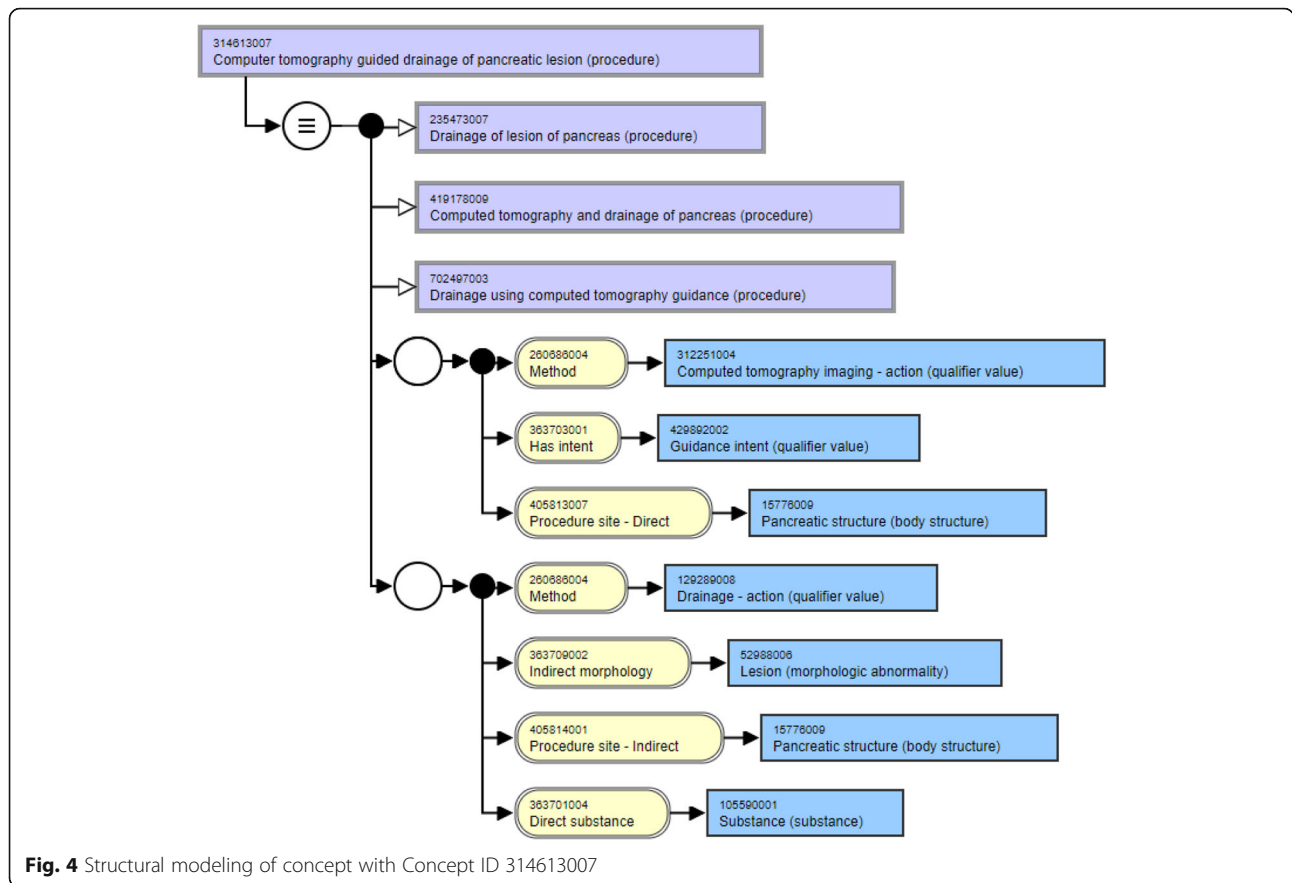 314613007
Computer tomography guided drainage of pancreatic lesion (procedure)
235473007
Drainage of lesion of pancreas (procedure)
419178009
Computed tomography and drainage of pancreas (procedure)
702497003
Drainage using computed tomography guidance (procedure)
260686004
Method
312251004
Computed tomography imaging - action (qualifier value)
363703001
Has intent
429892002
Guidance intent (qualifier value)
405813007
Procedure site - Direct
15776009
Pancreatic structure (body structure)
260686004
Method
129289008
Drainage - action (qualifier value)
363709002
Indirect morphology
52988006
Lesion (morphologic abnormality)
405814001
Procedure site - Indirect
15776009
Pancreatic structure (body structure)
363701004
Direct substance
105590001
Substance (substance)
Fig. 4 Structural modeling of concept with Concept ID 314613007